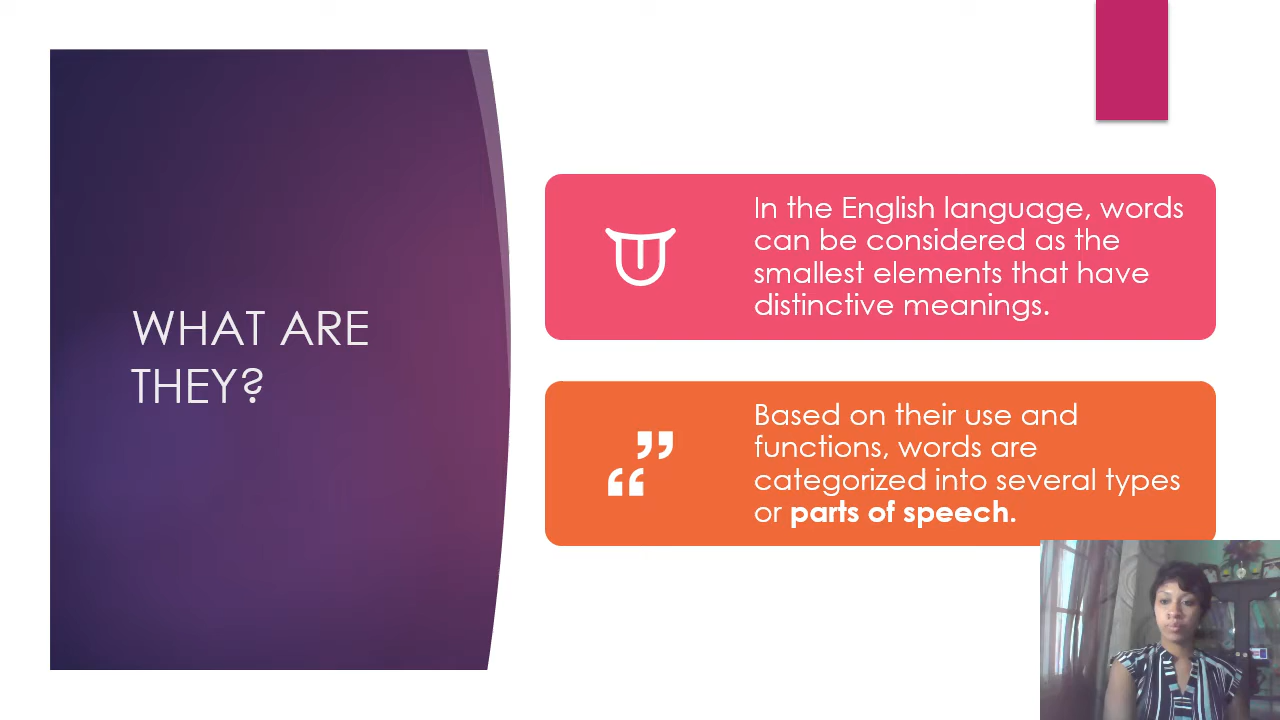 WHAT ARE
THEY?
In the English language, words
can be considered as the
smallest elements that have
distinctive meanings.
Based on their use and
functions, words are
categorized into several types
or parts of speech.